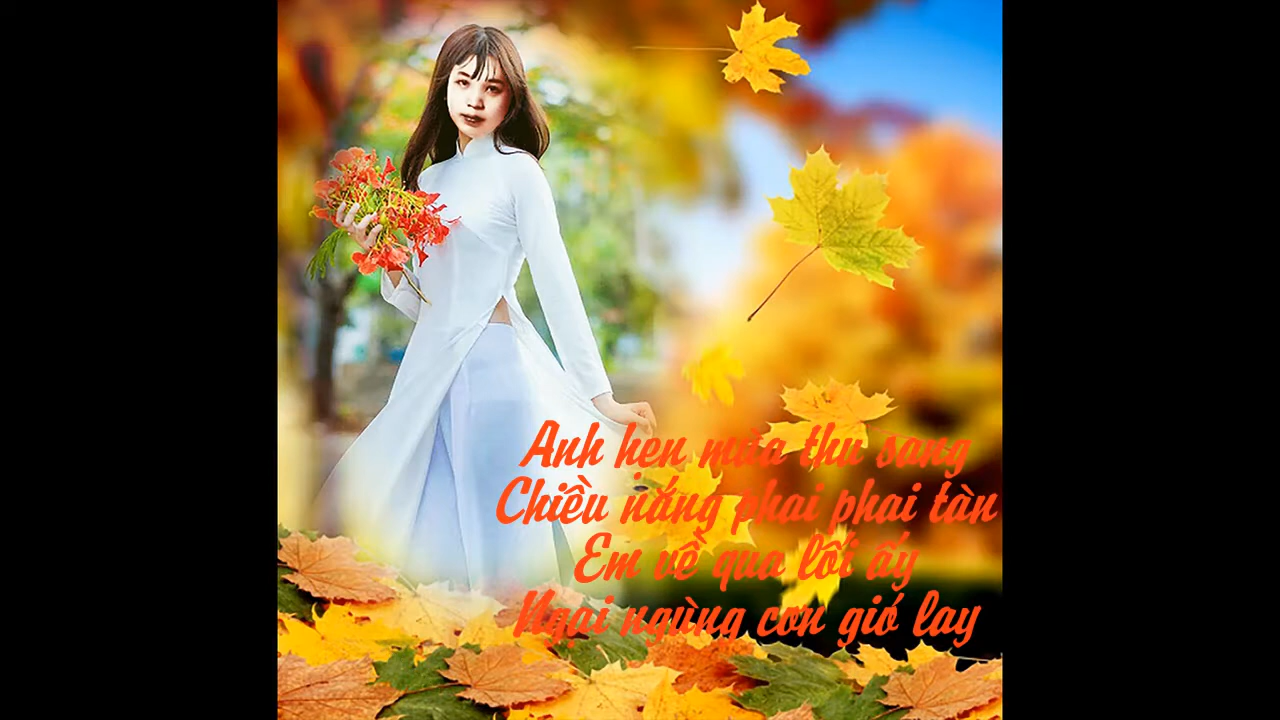 Anh hẹn mùa thu sang
Chiều nắng phai phai tàn
Em về qua lối ấy
Ngại ngùng cơn gió lay